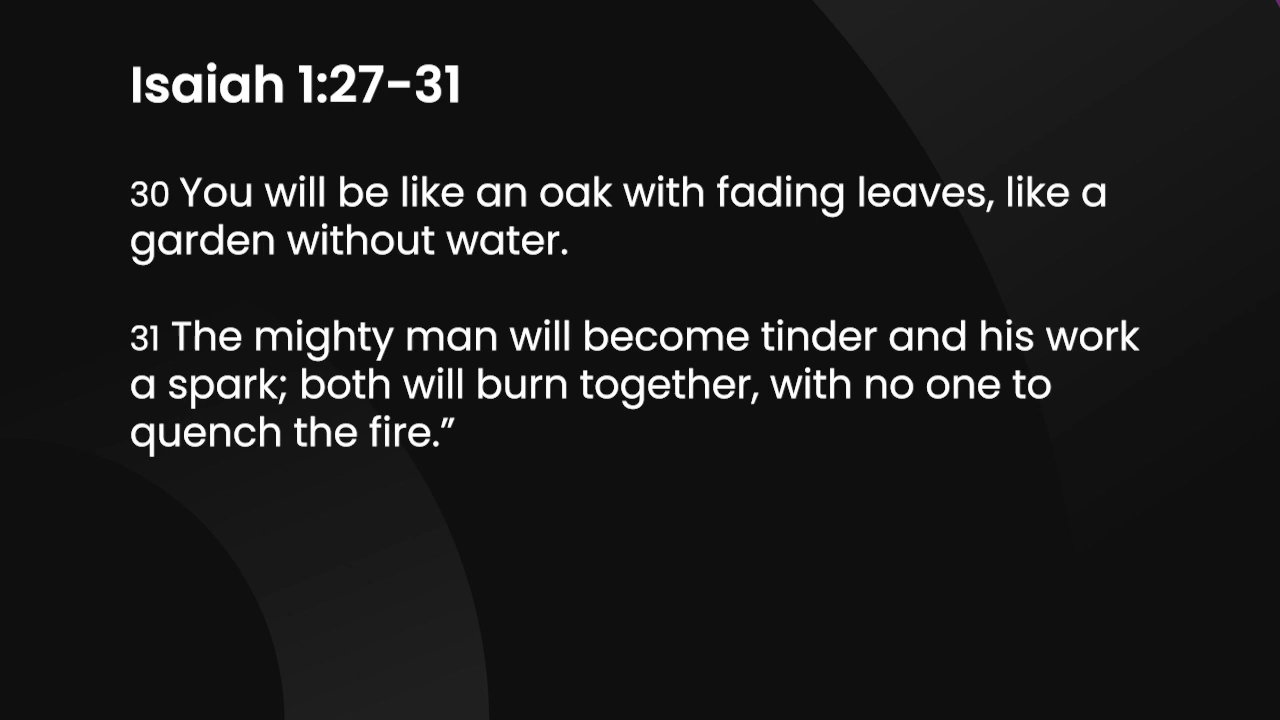 Isaiah 1:27-31
30 You will be like an oak with fading leaves, like a
garden without water.
31 The mighty man will become tinder and his work
a spark; both will burn together, with no one to
quench the fire.”